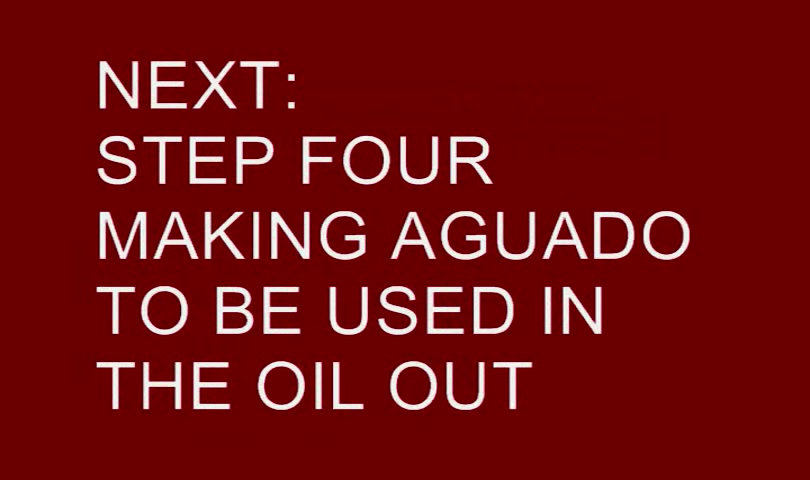 NEXT:
STEP FOUR
MAKING AGUADO
TO BE USED IN
THE OIL OUT